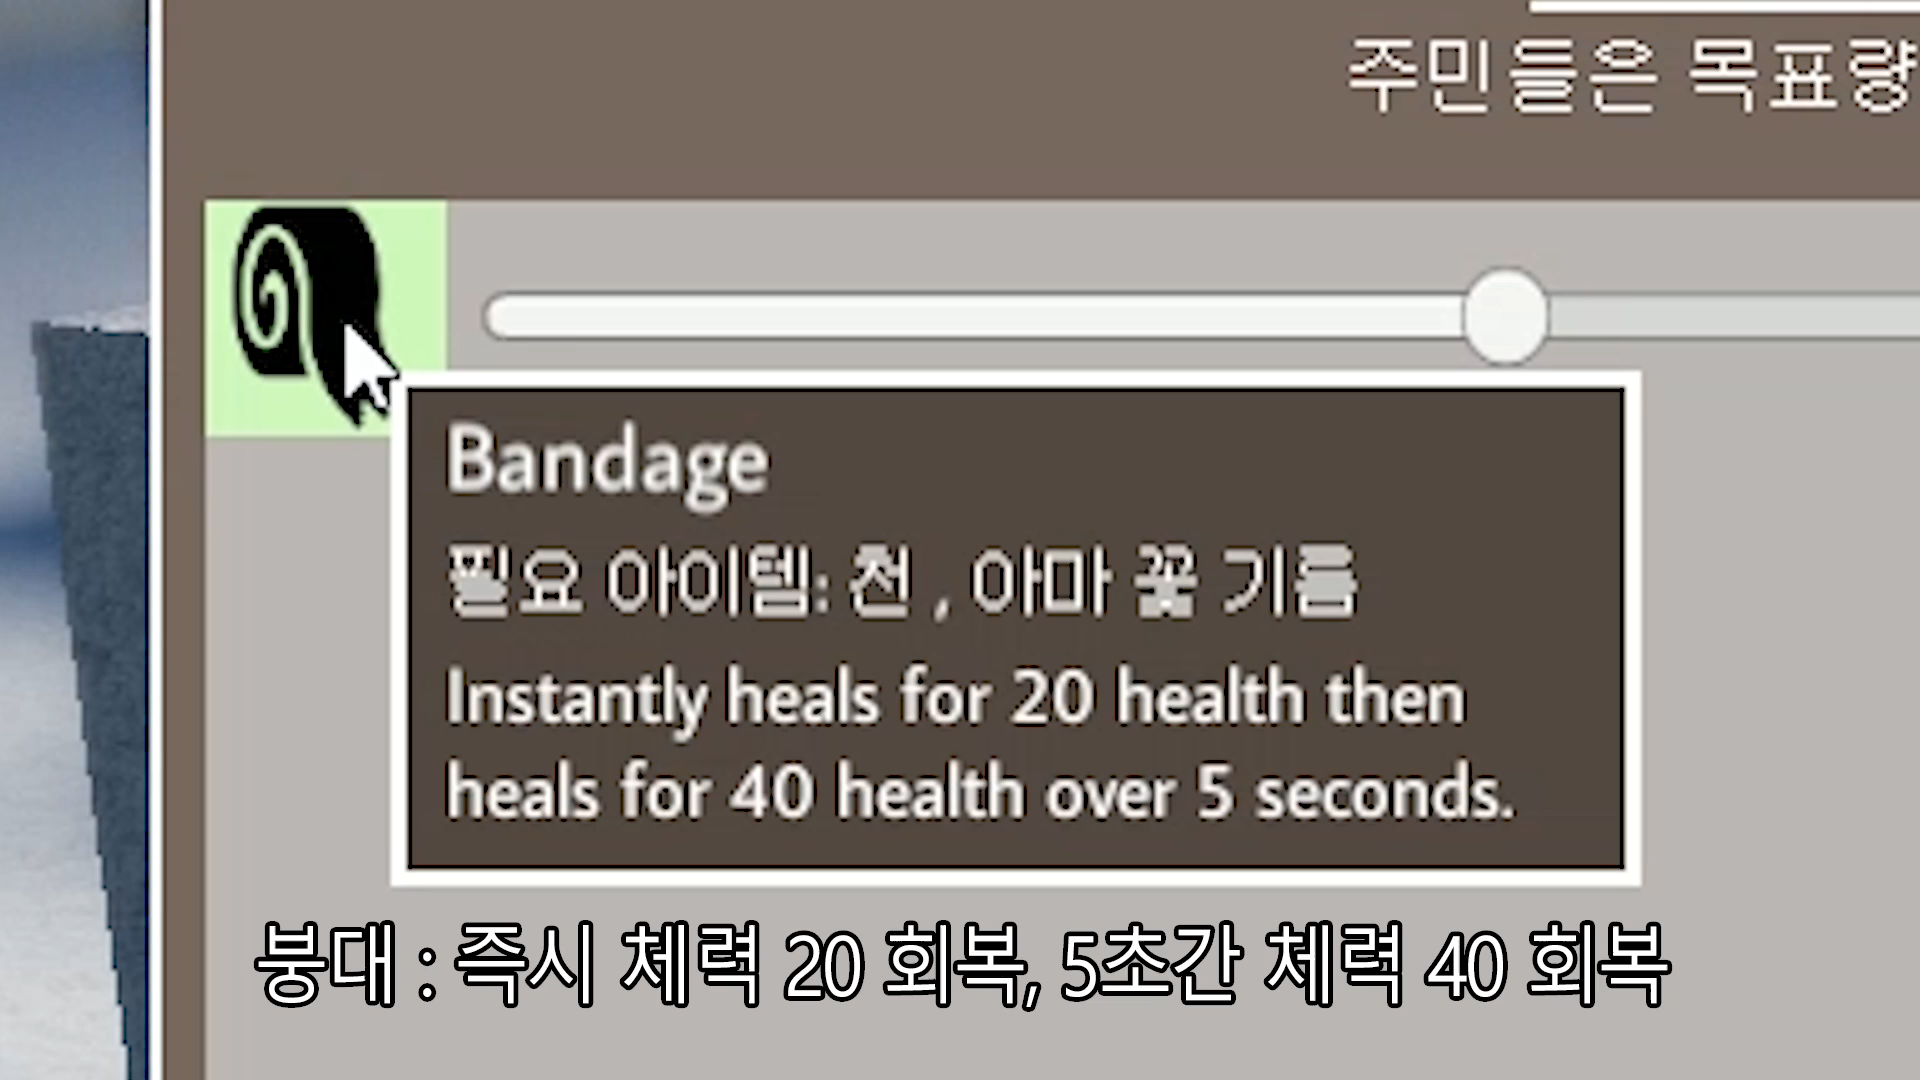 주민들은 목표량
Bandage
필요 아이템: 천 , 아마 꽃 기름
Instantly heals for 20 health then
heals for 40 health over 5 seconds.
붕대 : 즉시 체력 20 회복, 5초간 체력 40 회복